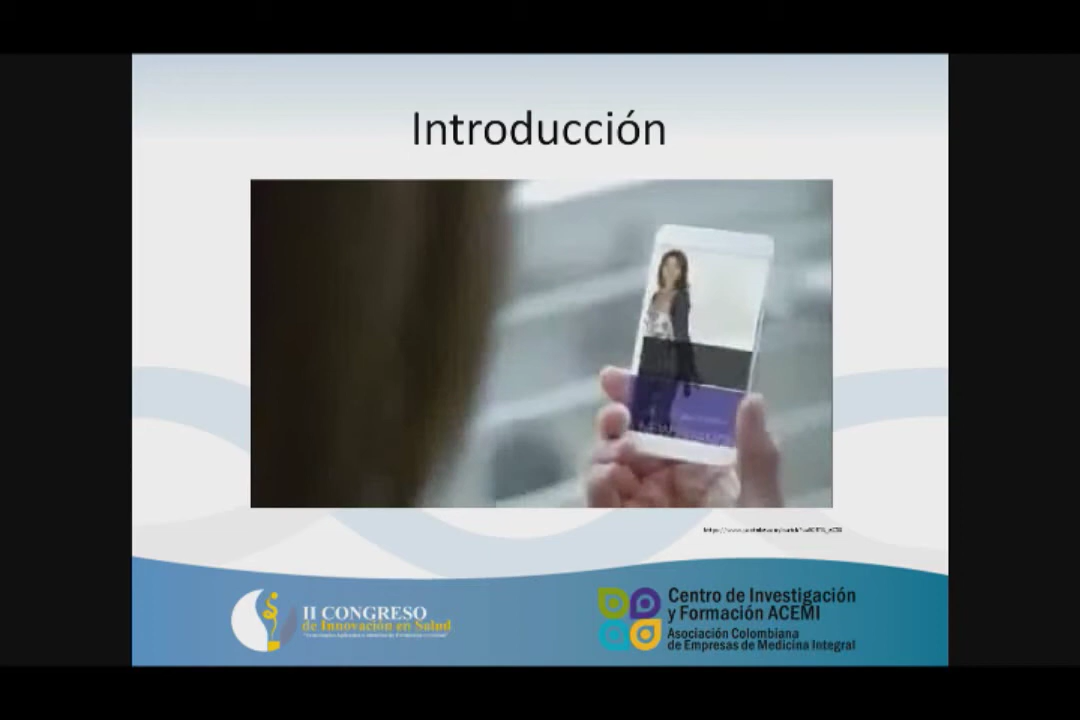 Introducción
II CONGRESO
de Innovación en Salud
Centro de Investigación
y Formación ACEMI
Asociación Colombiana
de Empresas de Medicina Integral